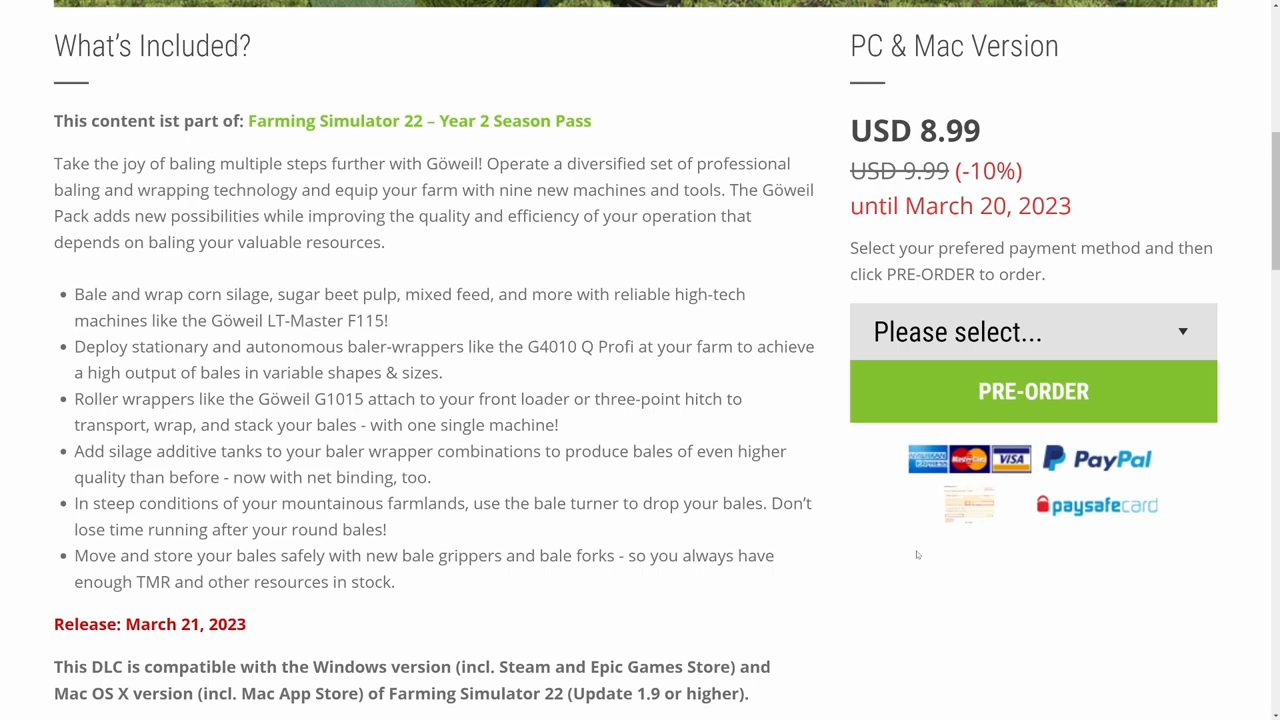 What's Included?
This content ist part of: Farming Simulator 22 – Year 2 Season Pass
Take the joy of baling multiple steps further with Göweil! Operate a diversified set of professional
baling and wrapping technology and equip your farm with nine new machines and tools. The Göweil
Pack adds new possibilities while improving the quality and efficiency of your operation that
depends on baling your valuable resources.
• Bale and wrap corn silage, sugar beet pulp, mixed feed, and more with reliable high-tech
machines like the Göweil LT-Master F115!
• Deploy stationary and autonomous baler-wrappers like the G4010 Q Profi at your farm to achieve
a high output of bales in variable shapes & sizes.
• Roller wrappers like the Göweil G1015 attach to your front loader or three-point hitch to
transport, wrap, and stack your bales - with one single machine!
• Add silage additive tanks to your baler wrapper combinations to produce bales of even higher
quality than before - now with net binding, too.
• In steep conditions of your mountainous farmlands, use the bale turner to drop your bales. Don't
lose time running after your round bales!
• Move and store your bales safely with new bale grippers and bale forks - so you always have
enough TMR and other resources in stock.
Release: March 21, 2023
This DLC is compatible with the Windows version (incl. Steam and Epic Games Store) and
Mac OS X version (incl. Mac App Store) of Farming Simulator 22 (Update 1.9 or higher).
PC & Mac Version
USD 8.99
USD 9.99 (-10%)
until March 20, 2023
Select your prefered payment method and then
click PRE-ORDER to order.
Please select...
PRE-ORDER
AMERICAN EXPRESS MasterCard VISA PayPal
paysafecard